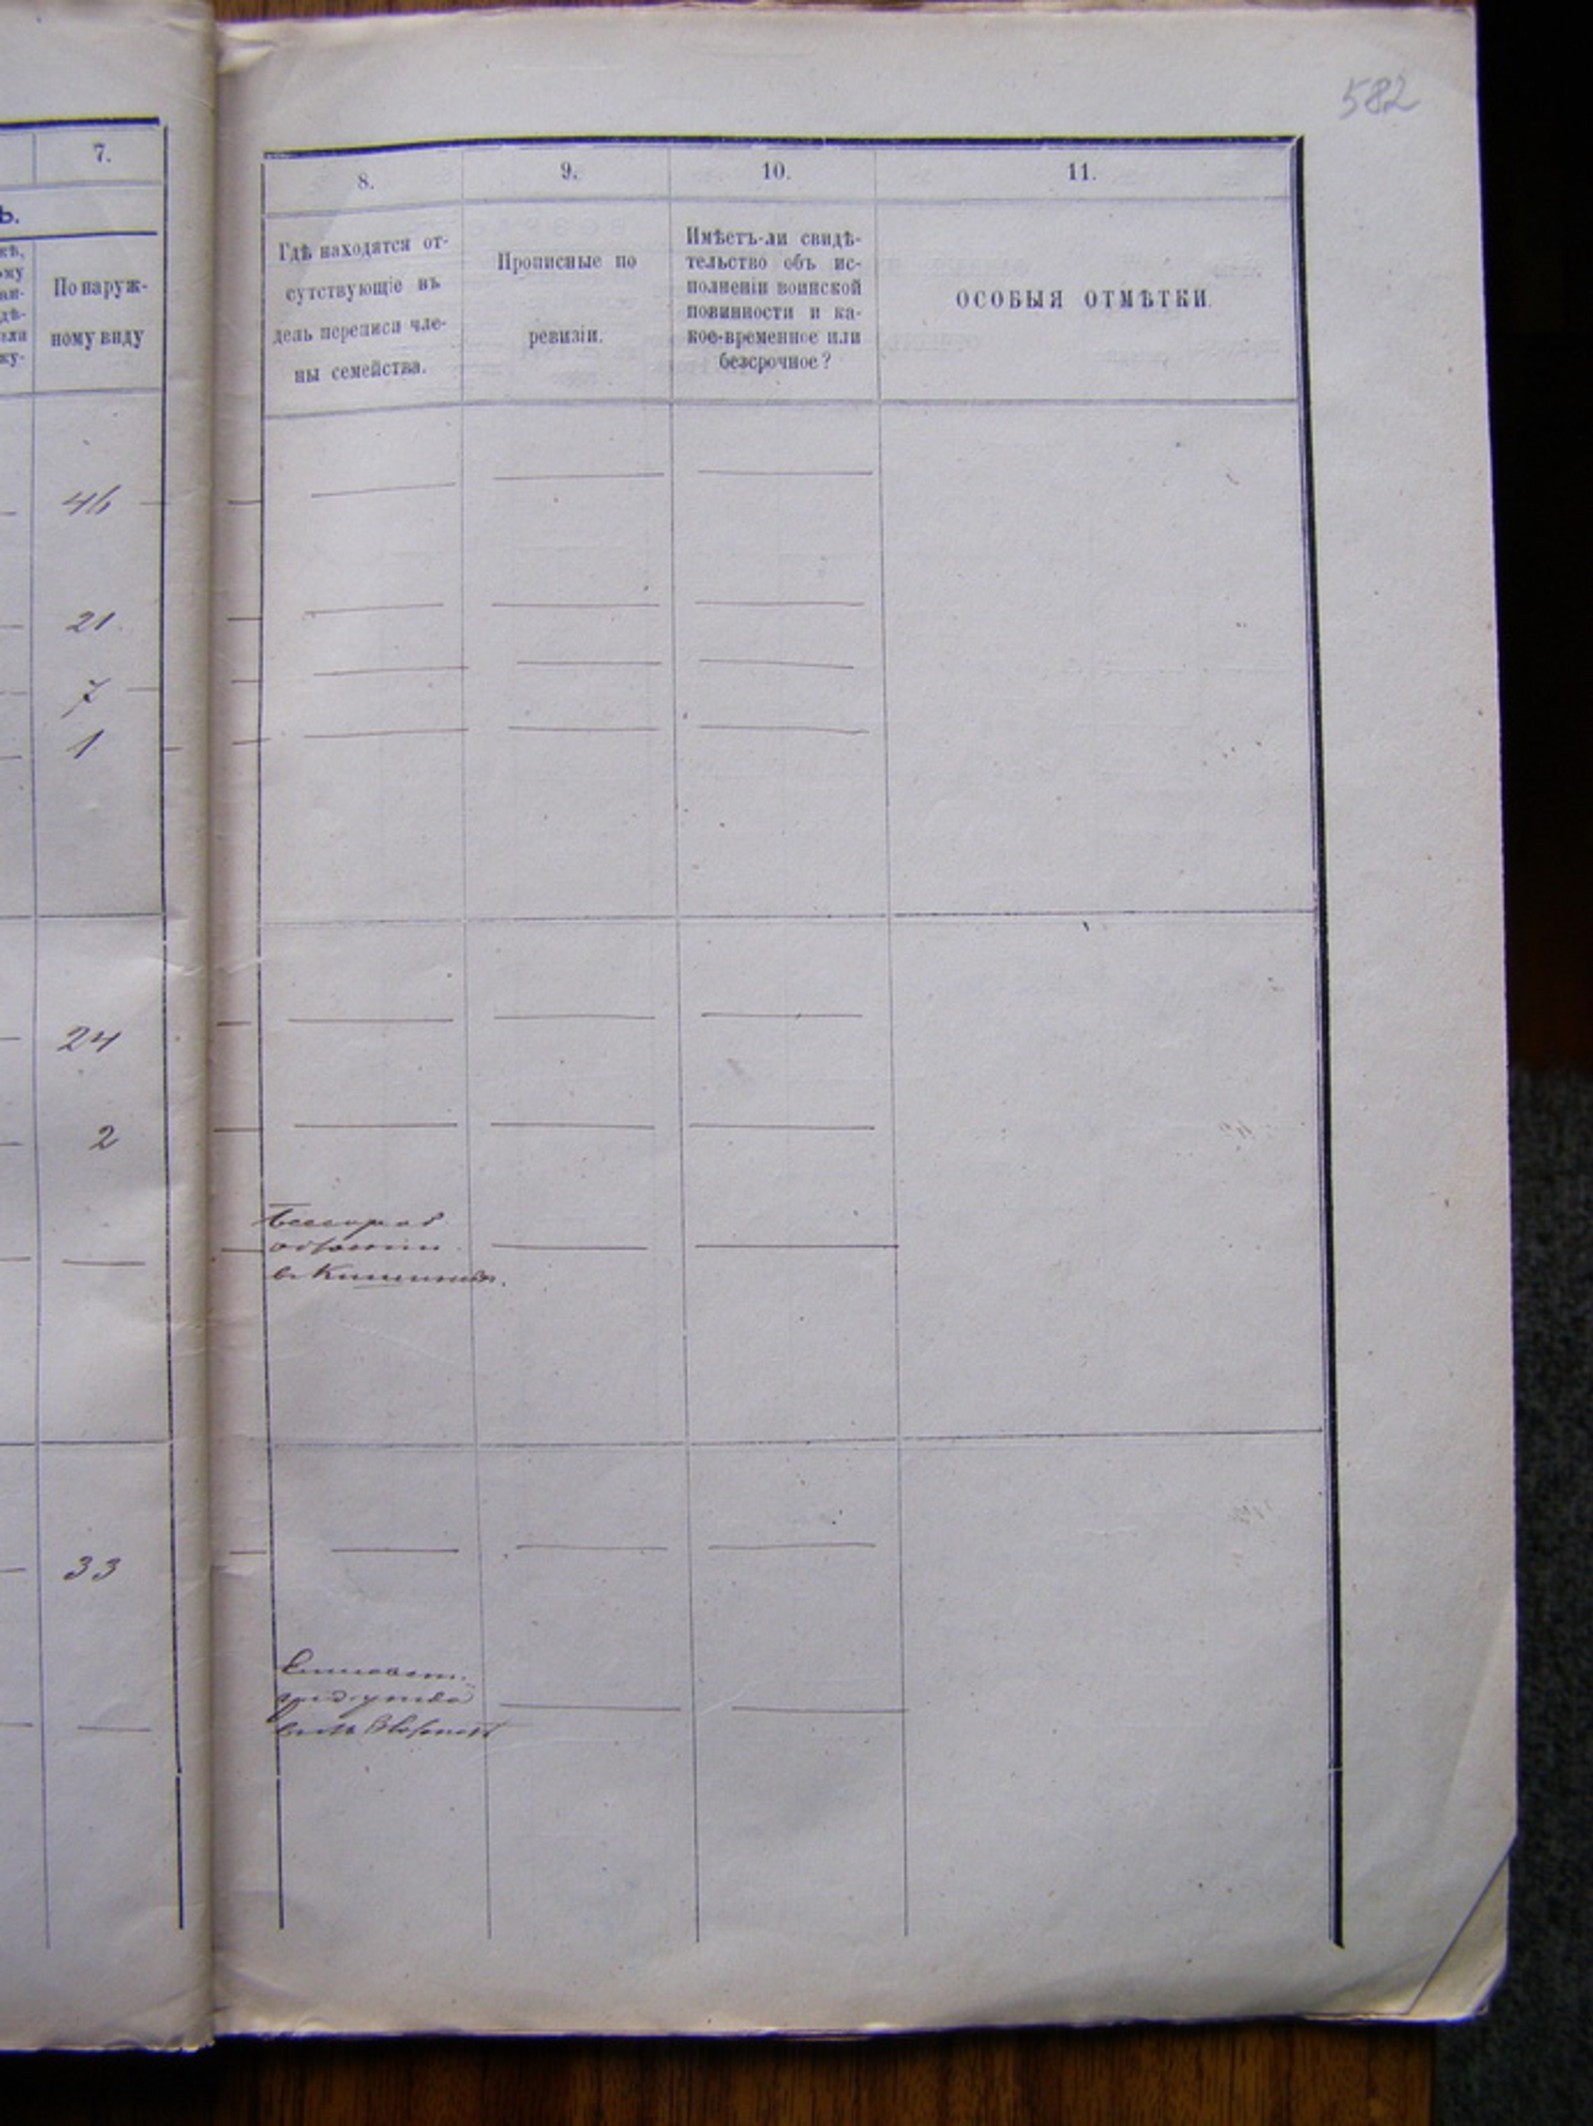 582
7.
Ъ.
По наруж-
ному виду
46
21
7
1
24
2
33
8.
Гдѣ находятся от-
сутствующіе въ
дель переписи чле-
ны семейства.
9.
Прописные по
ревизіи.
10.
Имѣетъ-ли свидѣ-
тельство объ ис-
полненіи воинской
повинности и ка-
кое-временное или
безсрочное?
11.
ОСОБЫЯ ОТМѢТКИ.